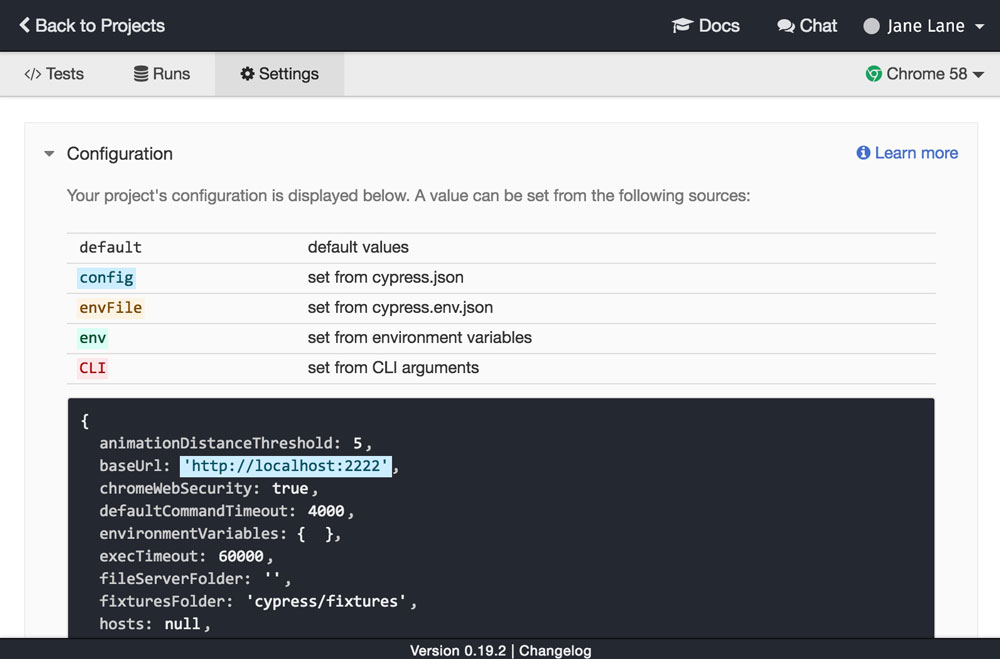 Back to Projects Docs Chat Jane Lane
</> Tests Runs Settings Chrome 58
Configuration Learn more
Your project's configuration is displayed below. A value can be set from the following sources:
default default values
config set from cypress.json
envFile set from cypress.env.json
env set from environment variables
CLI set from CLI arguments
{
animationDistanceThreshold: 5,
baseUrl: 'http://localhost:2222',
chromeWebSecurity: true,
defaultCommandTimeout: 4000,
environmentVariables: { },
execTimeout: 60000,
fileServerFolder: '',
fixturesFolder: 'cypress/fixtures',
hosts: null,
Version 0.19.2 | Changelog